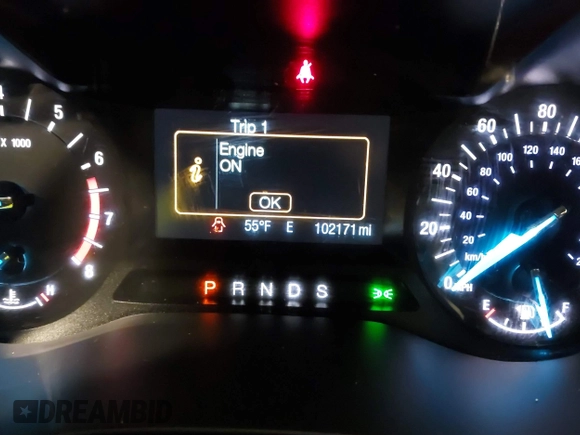 Trip 1
Engine
ON
i
OK
55°F E 102171 mi
4 5 6 7 8
X 1000
H
P R N D S
0 20 40 60 80
20 40 60 80 100 120 140 160
km/h
MPH
E F
DREAMBID